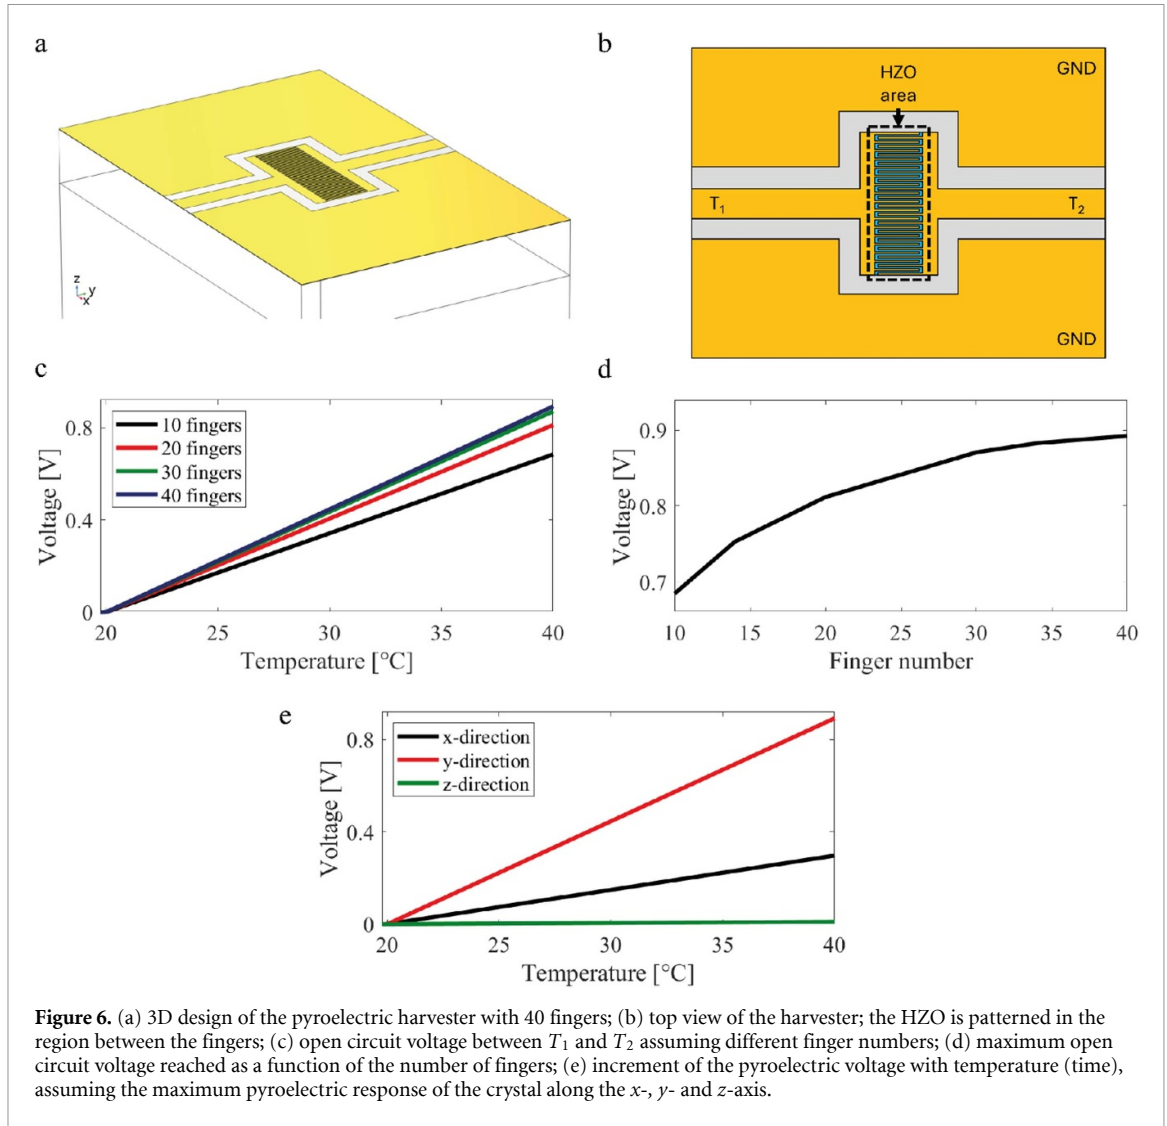 a
z
y
x
b
HZO
area
GND
T₁
T₂
GND
c
10 fingers
20 fingers
30 fingers
40 fingers
0.8
0.4
0
Voltage [V]
20 25 30 35 40
Temperature [°C]
d
0.9
0.8
0.7
Voltage [V]
10 15 20 25 30 35 40
Finger number
e
x-direction
y-direction
z-direction
0.8
0.4
0
Voltage [V]
20 25 30 35 40
Temperature [°C]
Figure 6. (a) 3D design of the pyroelectric harvester with 40 fingers; (b) top view of the harvester; the HZO is patterned in the
region between the fingers; (c) open circuit voltage between T₁ and T₂ assuming different finger numbers; (d) maximum open
circuit voltage reached as a function of the number of fingers; (e) increment of the pyroelectric voltage with temperature (time),
assuming the maximum pyroelectric response of the crystal along the x-, y- and z-axis.